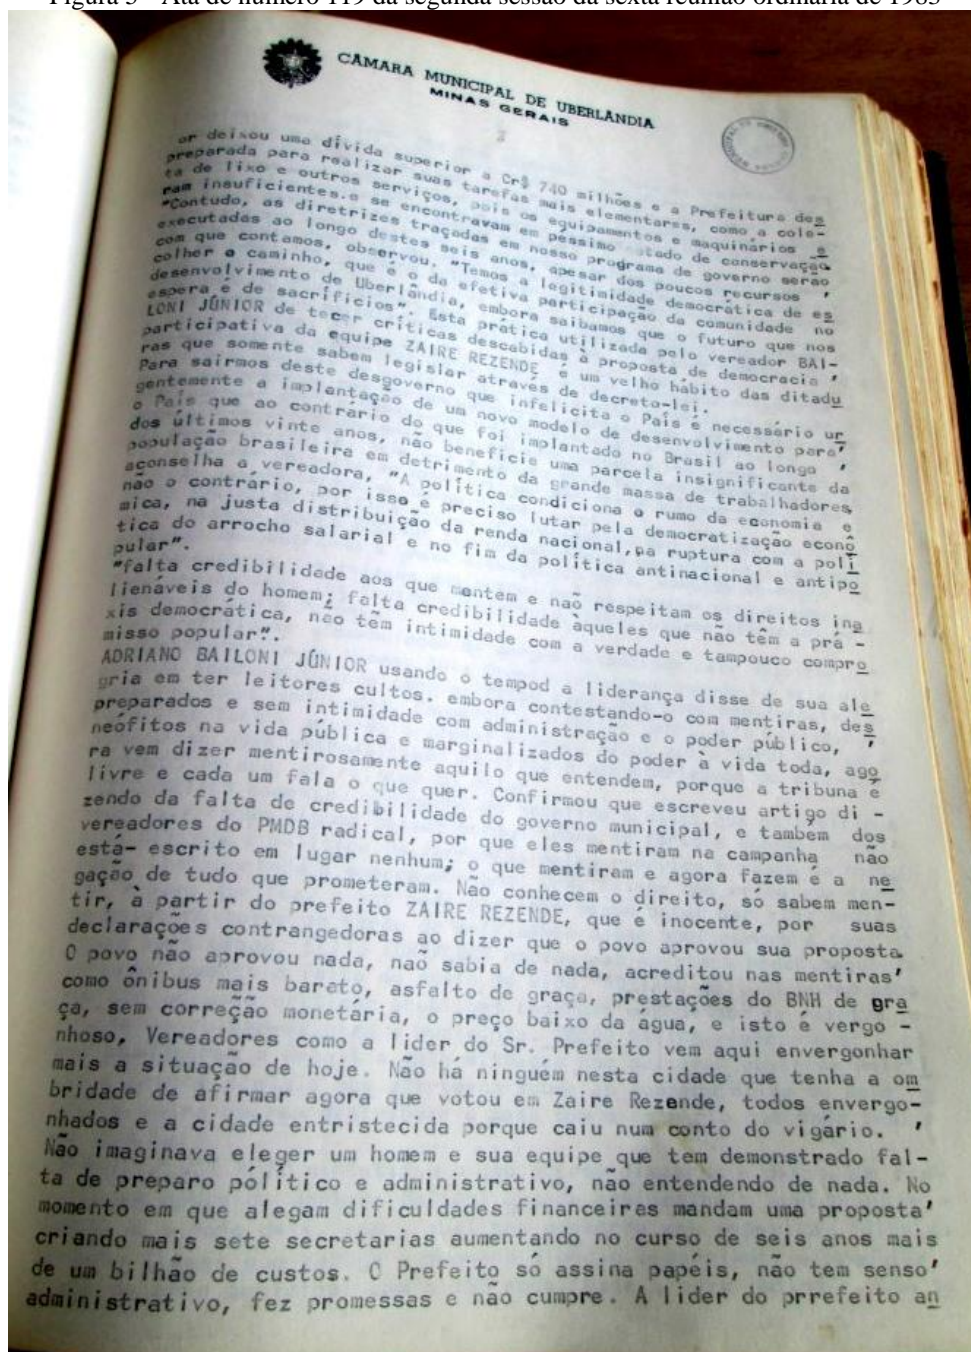 Figura 3 - Ata de número 119 da segunda sessão da sexta reunião ordinária de 1983
CÂMARA MUNICIPAL DE UBERLÂNDIA
MINAS GERAIS
or deixou uma dívida superior a Cr$ 740 milhões e a Prefeitura des
preparada para realizar suas tarefas mais elementares, como a cole-
ta de lixo e outros serviços, pois os equipamentos e maquinários e
ram insuficientes.e se encontravam em péssimo estado de conservação.
"Contudo, as diretrizes traçadas em nosso programa de governo serão
executadas ao longo destes seis anos, apesar dos poucos recursos '
com que contamos, observou. "Temos a legitimidade democrática de es
colher o caminho, que é o da efetiva participação da comunidade no
desenvolvimento de Uberlândia, embora saibamos que o futuro que nos
espera é de sacrifícios". Esta prática utilizada pelo vereador BAI-
LONI JÚNIOR de tecer críticas descabidas à proposta de democracia '
participativa da equipe ZAIRE REZENDE, é um velho hábito das ditadu
ras que somente sabem legislar através de decreto-lei.
Para sairmos deste desgoverno que infelicita o País é necessário ur
gentemente a implantação de um novo modelo de desenvolvimento para'
o País que ao contrário do que foi implantado no Brasil ao longo '
dos últimos vinte anos, não beneficie uma parcela insignificante da
população brasileira em detrimento da grande massa de trabalhadores,
aconselha a vereadora, "A política condiciona o rumo da economia e
não o contrário, por isso é preciso lutar pela democratização econô
mica, na justa distribuição da renda nacional,na ruptura com a polí
tica do arrocho salarial e no fim da política antinacional e antipo
pular".
"falta credibilidade aos que mentem e não respeitam os direitos ina
lienáveis do homem; falta credibilidade àqueles que não têm a prá -
xis democrática, não têm intimidade com a verdade e tampouco compro
misso popular".
ADRIANO BAILONI JÚNIOR usando o tempod a liderança disse de sua ale
gria em ter leitores cultos. embora contestando-o com mentiras, des
preparados e sem intimidade com administração e o poder público, '
neófitos na vida pública e marginalizados do poder à vida toda, ago
ra vem dizer mentirosamente aquilo que entendem, porque a tribuna é
livre e cada um fala o que quer. Confirmou que escreveu artigo di -
zendo da falta de credibilidade do governo municipal, e também dos
vereadores do PMDB radical, por que eles mentiram na campanha não
está- escrito em lugar nenhum; o que mentiram e agora fazem é a ne
gação de tudo que prometeram. Não conhecem o direito, só sabem men-
tir, à partir do prefeito ZAIRE REZENDE, que é inocente, por suas
declarações contrangedoras ao dizer que o povo aprovou sua proposta.
O povo não aprovou nada, não sabia de nada, acreditou nas mentiras'
como ônibus mais barato, asfalto de graça, prestações do BNH de gra
ça, sem correção monetária, o preço baixo da água, e isto é vergo -
nhoso. Vereadores como a lider do Sr. Prefeito vem aqui envergonhar
mais a situação de hoje. Não há ninguém nesta cidade que tenha a om
bridade de afirmar agora que votou em Zaire Rezende, todos envergo-
nhados e a cidade entristecida porque caiu num conto do vigário. '
Não imaginava eleger um homem e sua equipe que tem demonstrado fal-
ta de preparo político e administrativo, não entendendo de nada. No
momento em que alegam dificuldades financeires mandam uma proposta'
criando mais sete secretarias aumentando no curso de seis anos mais
de um bilhão de custos. O Prefeito só assina papéis, não tem senso'
administrativo, fez promessas e não cumpre. A lider do prrefeito an